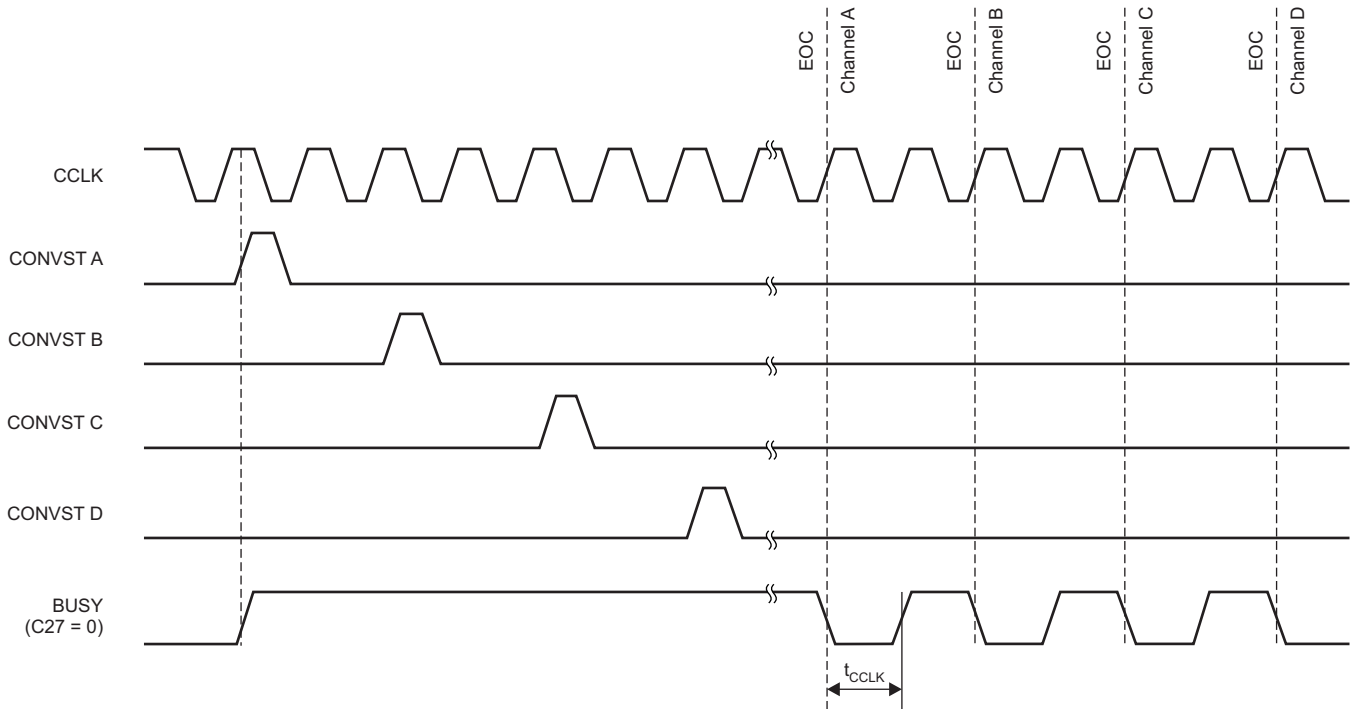 EOC
Channel A
EOC
Channel B
EOC
Channel C
EOC
Channel D
CCLK
CONVST A
CONVST B
CONVST C
CONVST D
BUSY
(C27 = 0)
tCCLK